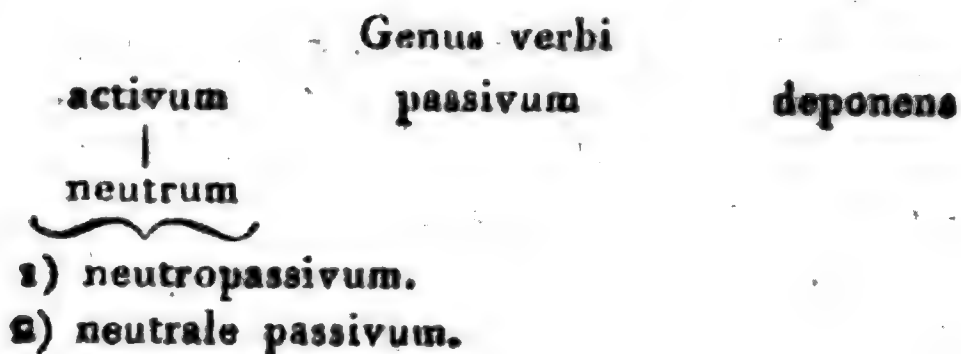 Genus verbi
activum passivum deponens
neutrum
1) neutropassivum.
2) neutrale passivum.